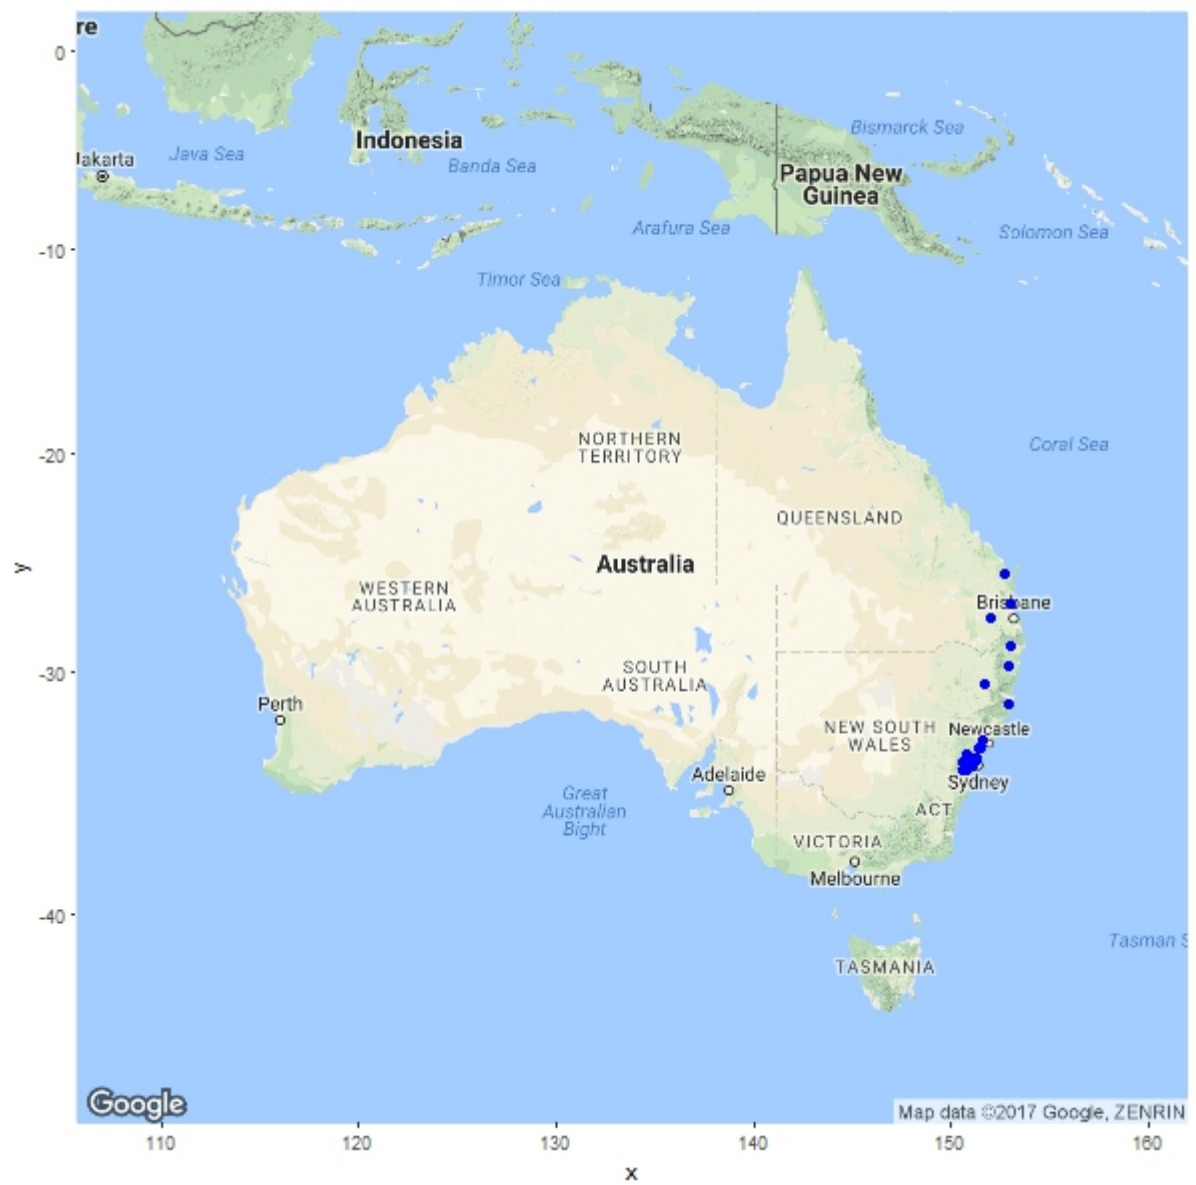 re
0
Indonesia
Bismarck Sea
Java Sea
Jakarta
Banda Sea
Papua New
Guinea
Arafura Sea
Solomon Sea
-10
Timor Sea
NORTHERN
TERRITORY
Coral Sea
-20
QUEENSLAND
Australia
y
WESTERN
AUSTRALIA
Brisbane
SOUTH
AUSTRALIA
-30
Perth
NEW SOUTH
WALES
Newcastle
Adelaide
Sydney
Great
Australian
Bight
ACT
VICTORIA
Melbourne
-40
Tasman S
TASMANIA
Google
Map data ©2017 Google, ZENRIN
110
120
130
140
150
160
x